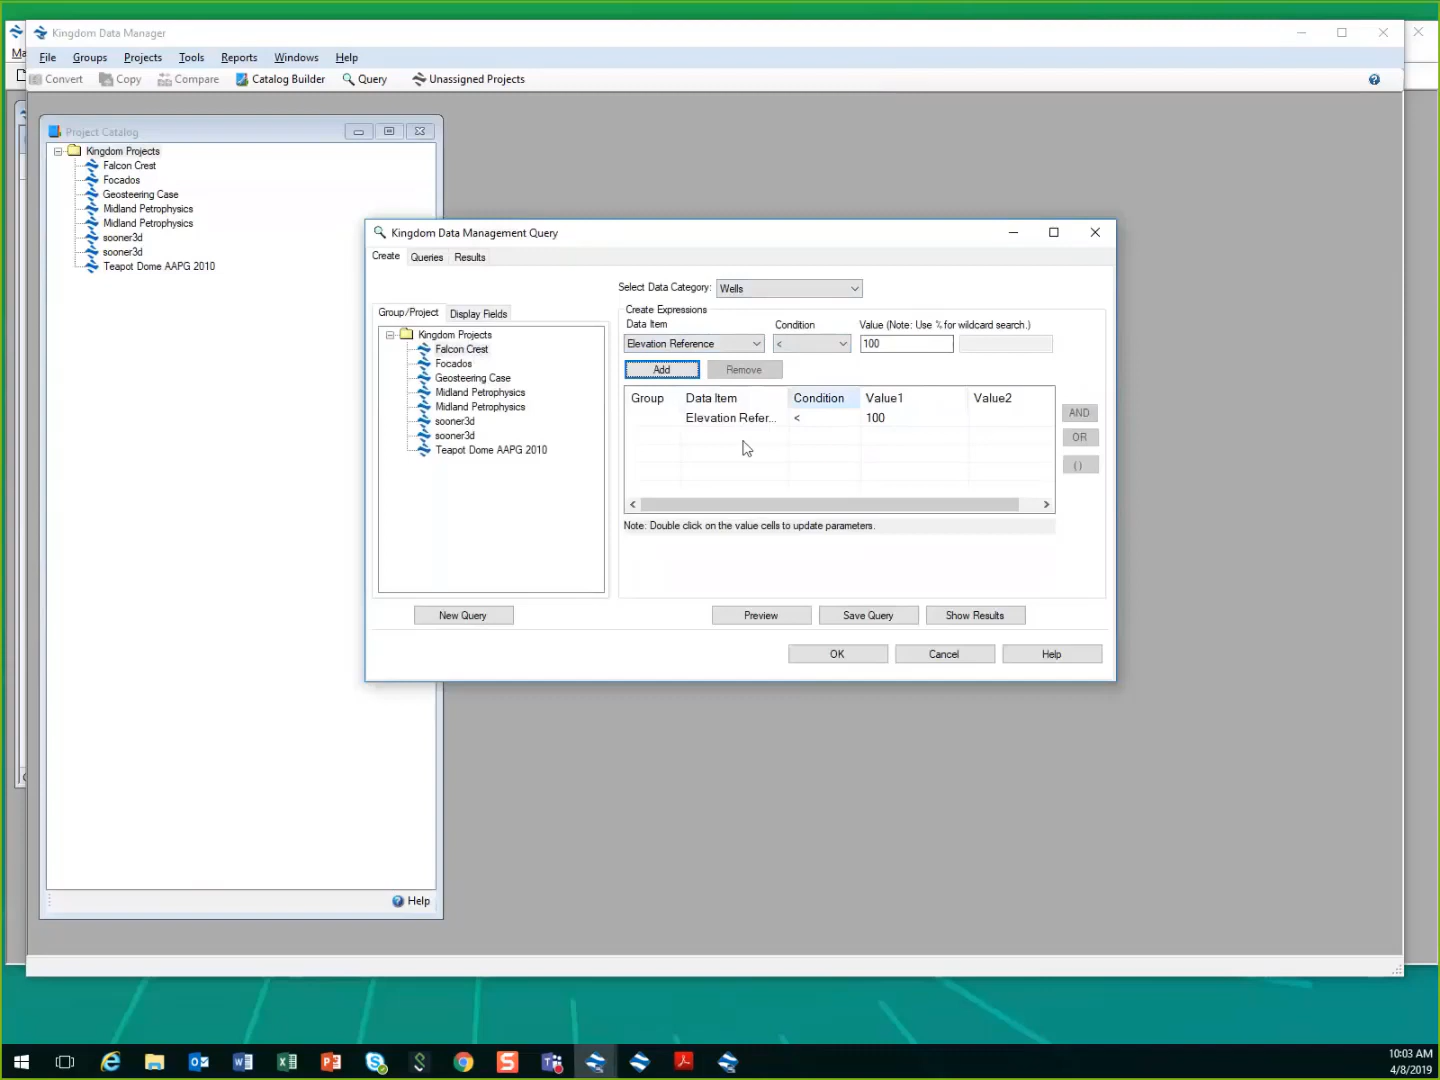 Kingdom Data Manager
File Groups Projects Tools Reports Windows Help
Convert Copy Compare Catalog Builder Query Unassigned Projects
Project Catalog
Kingdom Projects
Falcon Crest
Focados
Geosteering Case
Midland Petrophysics
Midland Petrophysics
sooner3d
sooner3d
Teapot Dome AAPG 2010
Help
Kingdom Data Management Query
Create Queries Results
Select Data Category: Wells
Group/Project Display Fields
Kingdom Projects
Falcon Crest
Focados
Geosteering Case
Midland Petrophysics
Midland Petrophysics
sooner3d
sooner3d
Teapot Dome AAPG 2010
Create Expressions
Data Item Condition Value (Note: Use % for wildcard search.)
Elevation Reference < 100
Add Remove
Group Data Item Condition Value1 Value2
Elevation Refer... < 100
AND
OR
( )
Note: Double click on the value cells to update parameters.
New Query Preview Save Query Show Results
OK Cancel Help
10:03 AM
4/8/2019